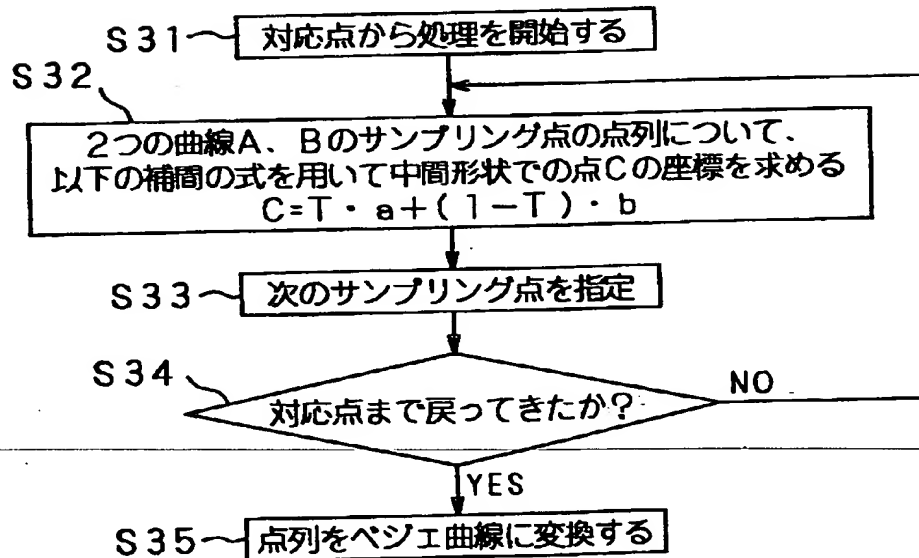 S31 対応点から処理を開始する
S32
2つの曲線A、Bのサンプリング点の点列について、
以下の補間の式を用いて中間形状での点Cの座標を求める
C=T・a+(1-T)・b
S33 次のサンプリング点を指定
S34
対応点まで戻ってきたか?
NO
YES
S35 点列をベジェ曲線に変換する